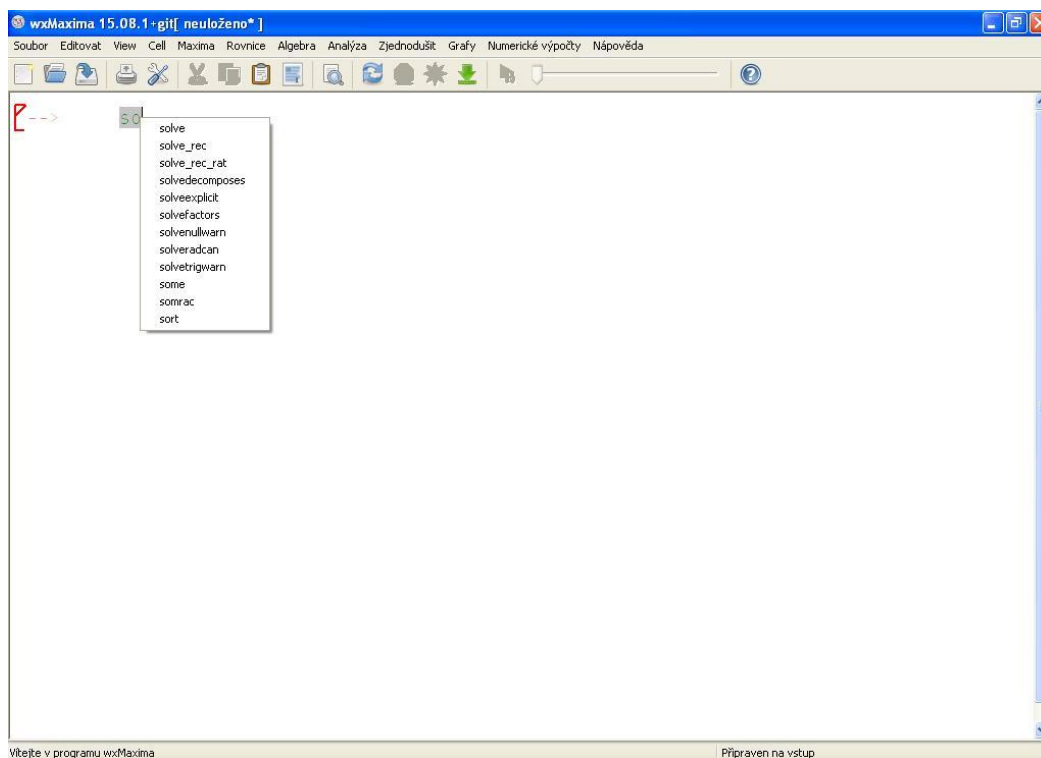 wxMaxima 15.08.1+git[ neuloženo* ]
Soubor Editovat View Cell Maxima Rovnice Algebra Analýza Zjednodušit Grafy Numerické výpočty Nápověda
--> so
solve
solve_rec
solve_rec_rat
solvedecomposes
solveexplicit
solvefactors
solvenullwarn
solveradcan
solvetrigwarn
some
somrac
sort
Vítejte v programu wxMaxima Připraven na vstup